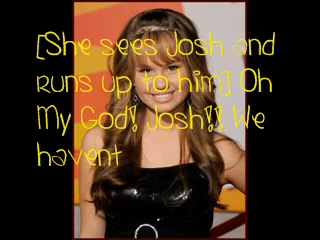 [She sees Josh and
runs up to him] Oh
My God! Josh!! We
havent